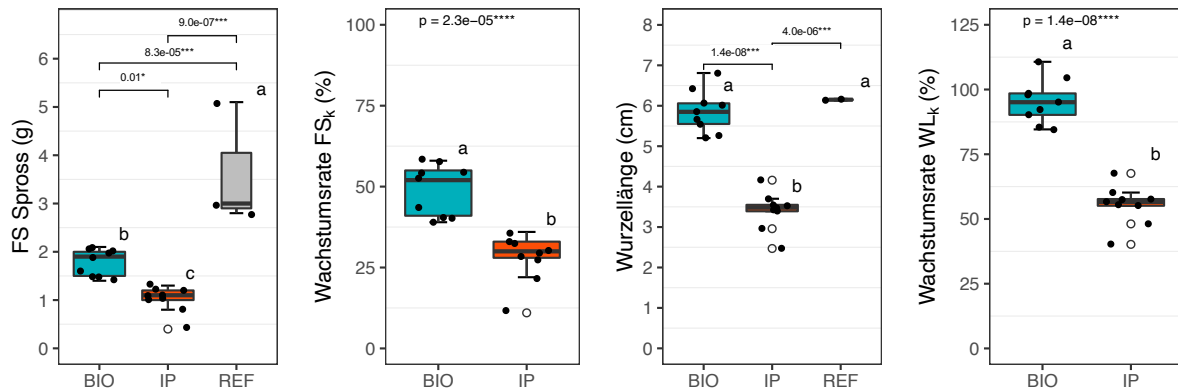 FS Spross (g)
0
1
2
3
4
5
6
9.0e-07***
8.3e-05***
0.01*
a
b
c
BIO IP REF
Wachstumsrate FSk (%)
0
25
50
75
100
p = 2.3e-05****
a
b
BIO IP
Wurzellänge (cm)
0
1
2
3
4
5
6
7
8
4.0e-06***
1.4e-08***
a
a
b
BIO IP REF
Wachstumsrate WLk (%)
0
25
50
75
100
125
p = 1.4e-08****
a
b
BIO IP